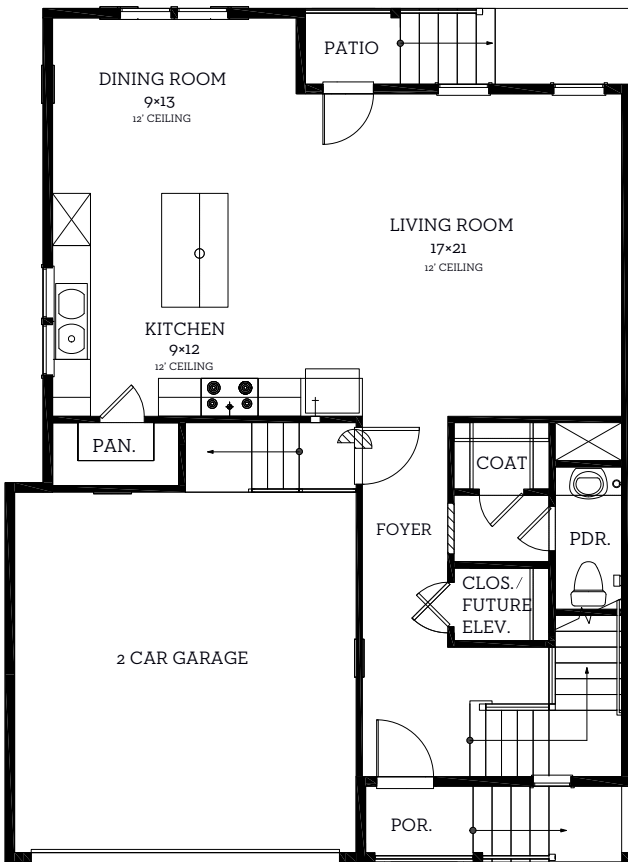 PATIO
DINING ROOM
9×13
12' CEILING
LIVING ROOM
17×21
12' CEILING
KITCHEN
9×12
12' CEILING
PAN.
COAT
FOYER
PDR.
CLOS./
FUTURE
ELEV.
2 CAR GARAGE
POR.